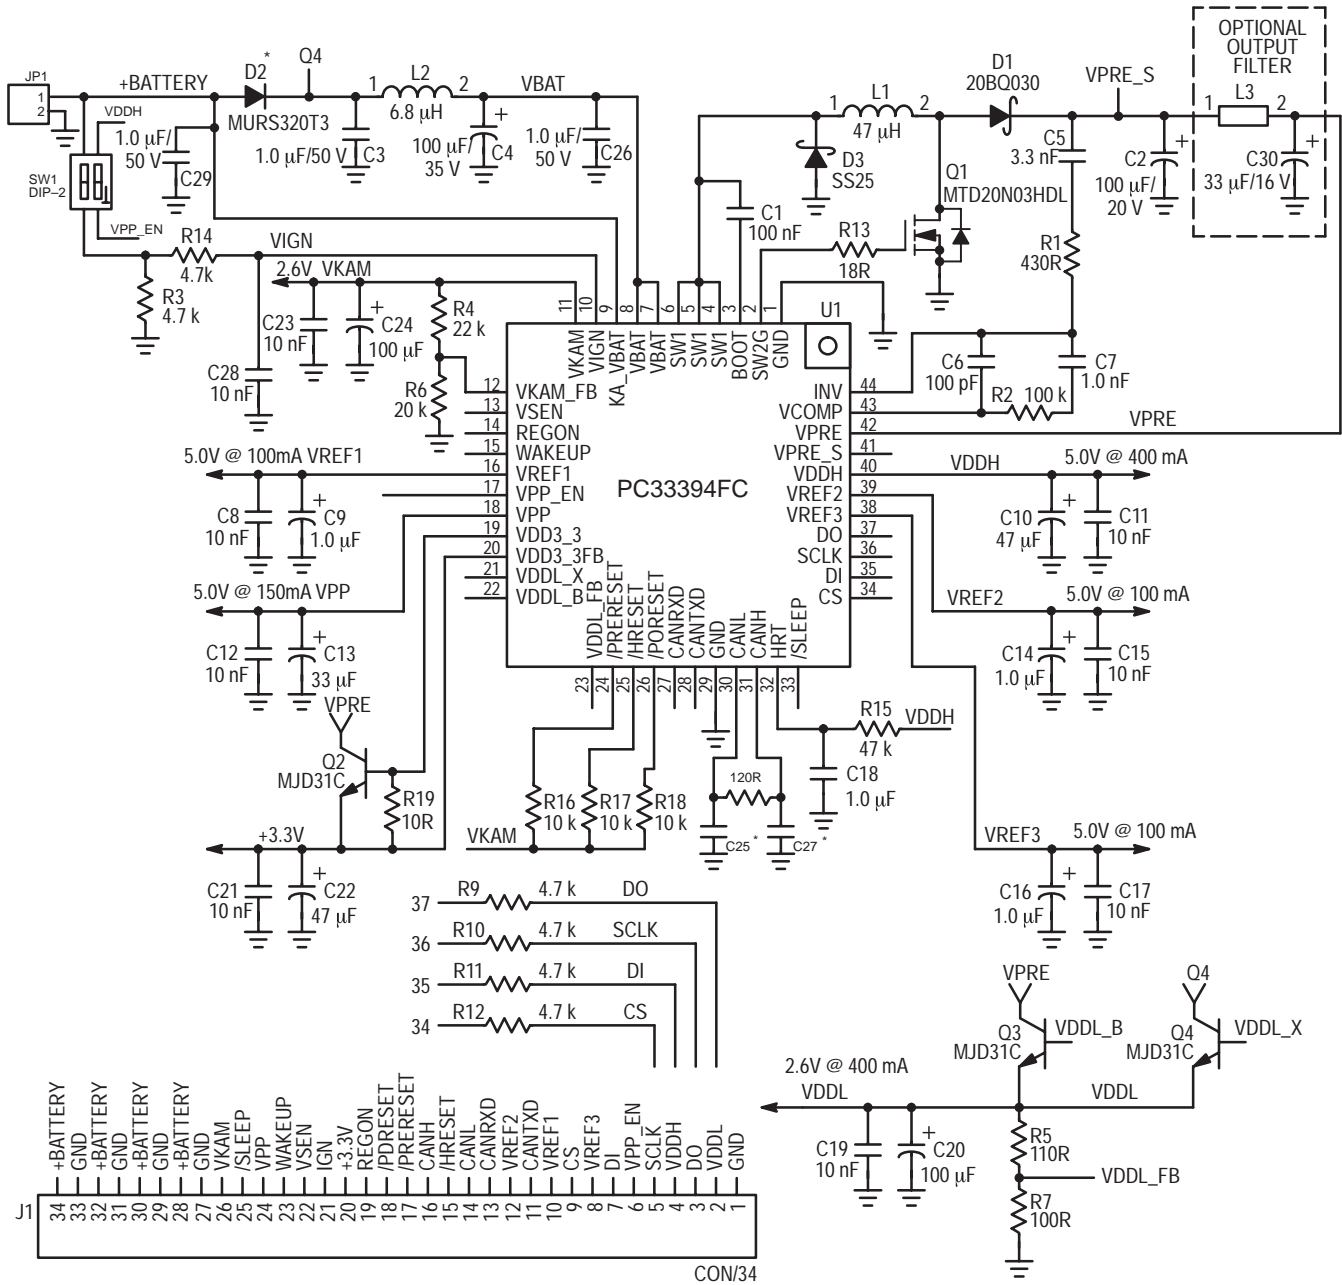 JP1
1
2
+BATTERY
D2
*
MURS320T3
Q4
1
L2
2
6.8 µH
VBAT
VDDH
1.0 µF/
50 V
C29
1.0 µF/50 V
C3
100 µF/
35 V
C4
1.0 µF/
50 V
C26
SW1
DIP–2
VPP_EN
R14
4.7k
VIGN
R3
4.7 k
2.6V VKAM
C23
10 nF
C24
100 µF
R4
22 k
R6
20 k
C28
10 nF
1
L1
2
47 µH
D1
20BQ030
VPRE_S
OPTIONAL
OUTPUT
FILTER
1
L3
2
D3
SS25
Q1
MTD20N03HDL
C5
3.3 nF
C2
100 µF/
20 V
C30
33 µF/16 V
C1
100 nF
R13
18R
R1
430R
C6
100 pF
C7
1.0 nF
R2
100 k
VPRE
U1
PC33394FC
11
10
9
8
7
6
5
4
3
2
1
VKAM
VIGN
KA_VBAT
VBAT
VBAT
SW1
SW1
SW1
BOOT
SW2G
GND
12 VKAM_FB
13 VSEN
14 REGON
15 WAKEUP
16 VREF1
17 VPP_EN
18 VPP
19 VDD3_3
20 VDD3_3FB
21 VDDL_X
22 VDDL_B
INV 44
VCOMP 43
VPRE 42
VPRE_S 41
VDDH 40
VREF2 39
VREF3 38
DO 37
SCLK 36
DI 35
CS 34
VDDL_FB
/PRERESET
/HRESET
/PORESET
CANRXD
CANTXD
GND
CANL
CANH
HRT
/SLEEP
23
24
25
26
27
28
29
30
31
32
33
5.0V @ 100mA VREF1
C8
10 nF
C9
1.0 µF
5.0V @ 150mA VPP
C12
10 nF
C13
33 µF
VPRE
Q2
MJD31C
R19
10R
+3.3V
C21
10 nF
C22
47 µF
VKAM
R16
10 k
R17
10 k
R18
10 k
120R
C25 *
C27 *
R15
47 k
VDDH
C18
1.0 µF
VDDH
5.0V @ 400 mA
C10
47 µF
C11
10 nF
VREF2
5.0V @ 100 mA
C14
1.0 µF
C15
10 nF
VREF3
5.0V @ 100 mA
C16
1.0 µF
C17
10 nF
37 R9 4.7 k DO
36 R10 4.7 k SCLK
35 R11 4.7 k DI
34 R12 4.7 k CS
VPRE
Q3
MJD31C
VDDL_B
Q4
Q4
MJD31C
VDDL_X
2.6V @ 400 mA
VDDL
VDDL
C19
10 nF
C20
100 µF
R5
110R
VDDL_FB
R7
100R
+BATTERY
GND
+BATTERY
GND
+BATTERY
GND
+BATTERY
GND
VKAM
/SLEEP
VPP
WAKEUP
VSEN
IGN
+3.3V
REGON
/PDRESET
/PRERESET
CANH
/HRESET
CANL
CANRXD
VREF2
CANTXD
VREF1
CS
VREF3
DI
VPP_EN
SCLK
VDDH
DO
VDDL
GND
J1
34
33
32
31
30
29
28
27
26
25
24
23
22
21
20
19
18
17
16
15
14
13
12
11
10
9
8
7
6
5
4
3
2
1
CON/34